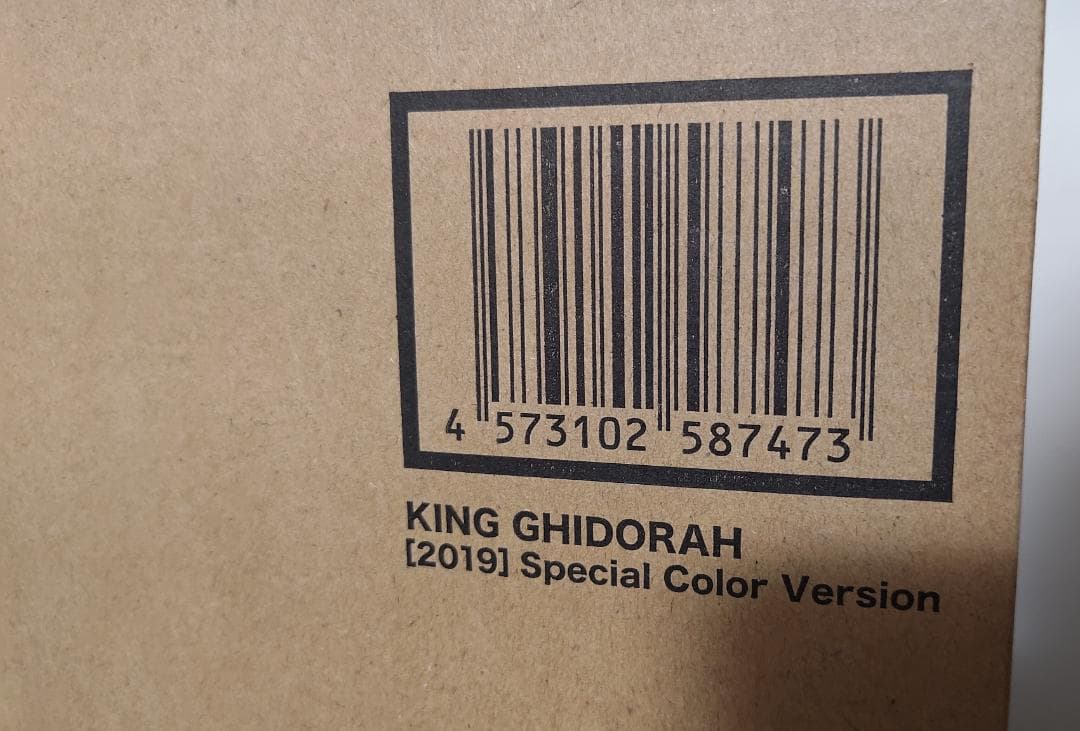 4 573102 587473
KING GHIDORAH
[2019] Special Color Version